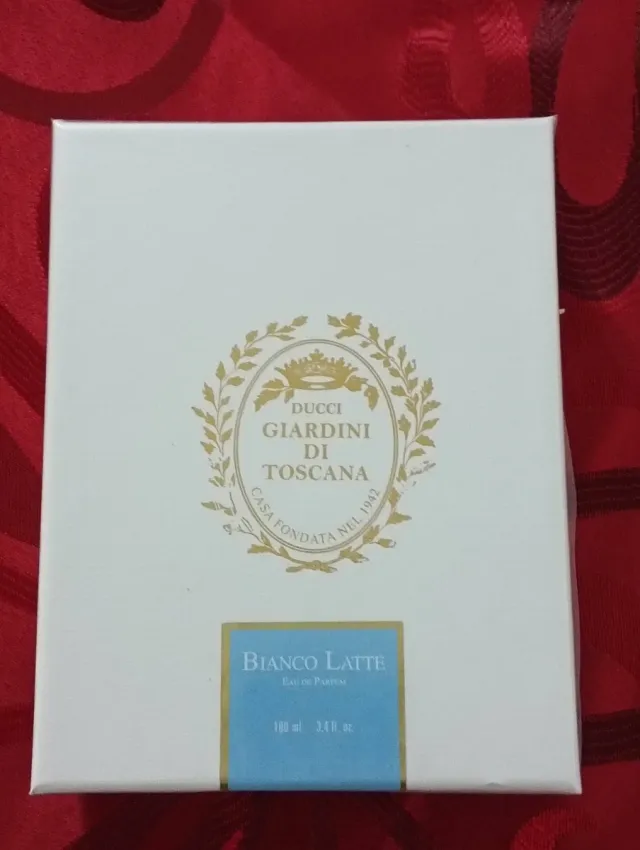 DUCCI
GIARDINI
DI
TOSCANA
CASA FONDATA NEL 1942
BIANCO LATTE
EAU DE PARFUM
100 ml 3,4 fl. oz.